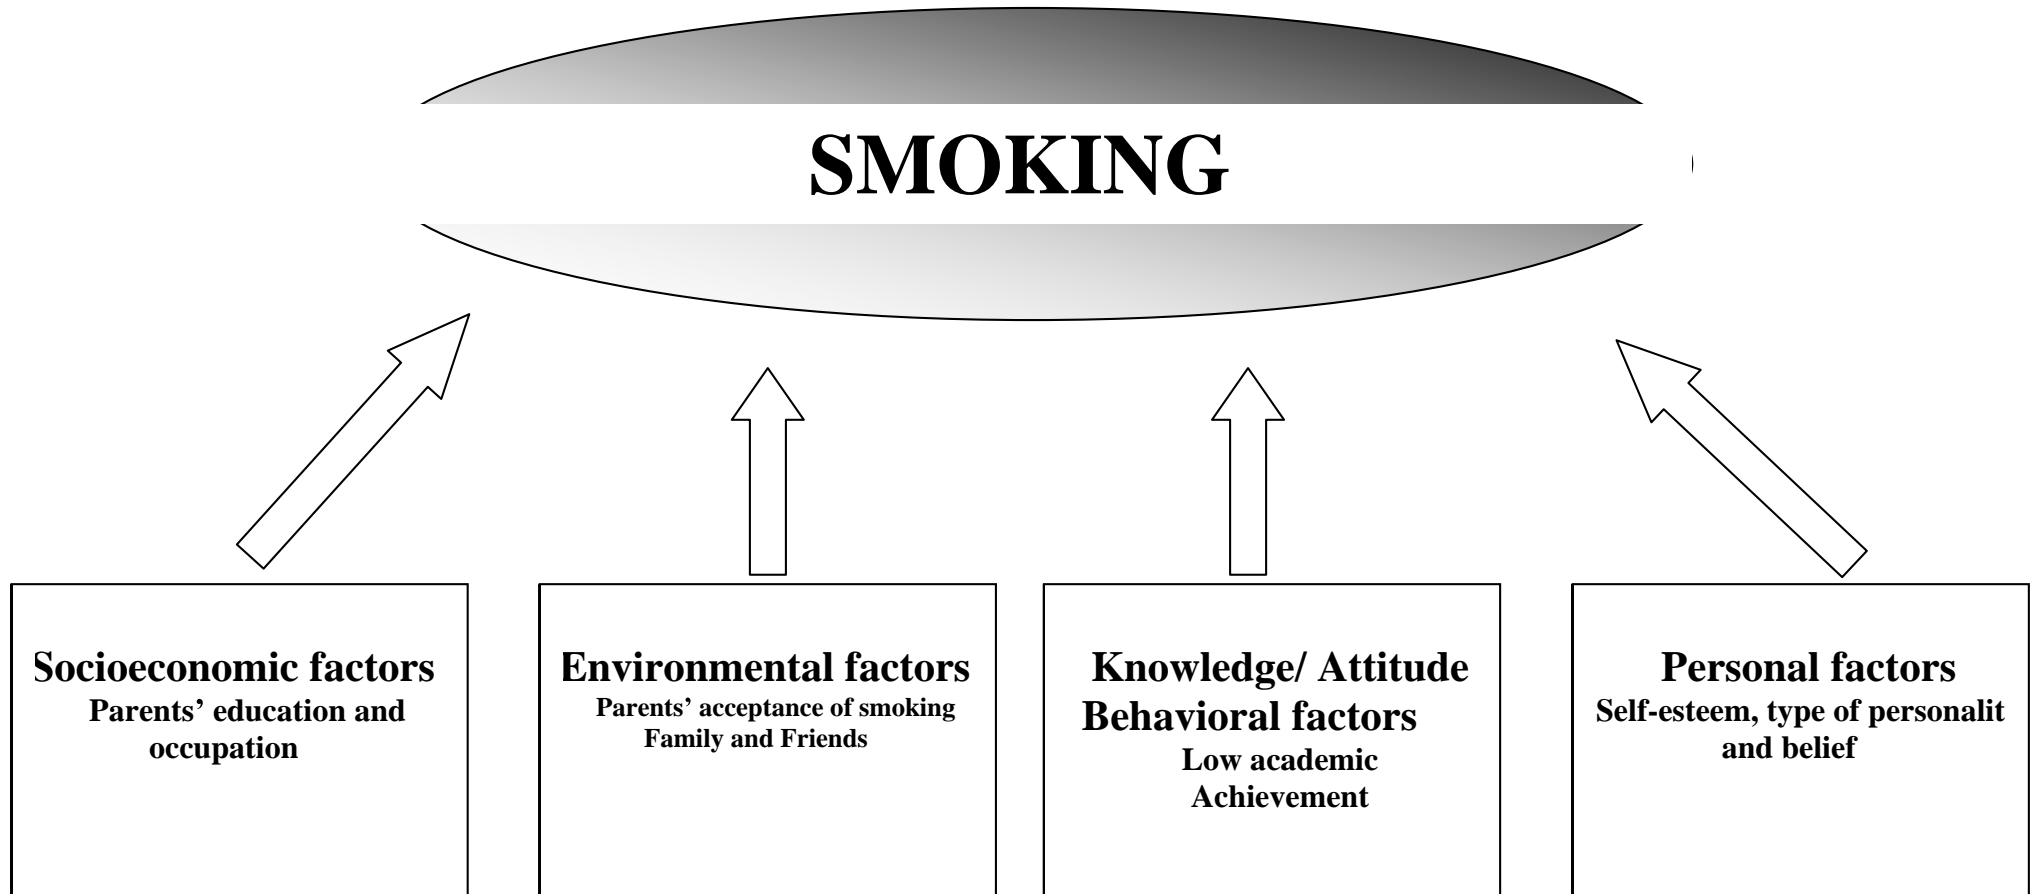 SMOKING
Socioeconomic factors
Parents' education and
occupation
Environmental factors
Parents' acceptance of smoking
Family and Friends
Knowledge/ Attitude
Behavioral factors
Low academic
Achievement
Personal factors
Self-esteem, type of personalit
and belief